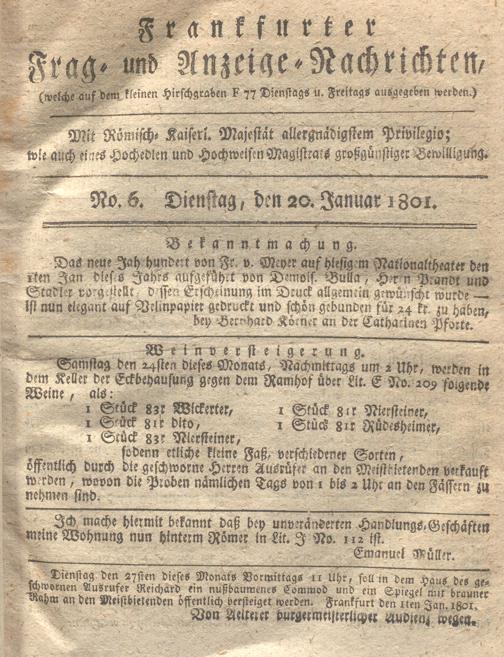 Frankfurter
Frag- und Anzeige-Nachrichten,
(welche auf dem kleinen Hirschgraben F 77 Dienstags u. Freitags ausgegeben werden.)
Mit Römisch-Kaiserl. Majestät allergnädigstem Privilegio;
wie auch eines Hochedlen und Hochweisen Magistrats großgünstiger Bewilligung.
No. 6. Dienstag, den 20. Januar 1801.
Bekanntmachung.
Das neue Jahrhundert von Fr. v. Meyer auf hiesigem Nationaltheater den
1ten Jan dieses Jahrs aufgeführt von Demois. Bulla, Herrn Brandt und
Stadler vorgestellt, dessen Erscheinung im Druck allgemein gewünscht wurde —
ist nun elegant auf Velinpapier gedruckt und schön gebunden für 24 kr. zu haben,
bey Bernhard Körner an der Catharinen Pforte.
Weinversteigerung.
Samstag den 24sten dieses Monats, Nachmittags um 2 Uhr, werden in
dem Keller der Eckbehausung gegen dem Ramhof über Lit. E No. 209 folgende
Weine, als:
1 Stück 83r Wickerter, 1 Stück 81r Niersteiner,
1 Stück 81r dito, 1 Stück 81r Rüdesheimer,
1 Stück 83r Niersteiner,
sodenn etliche kleine Faß, verschiedener Sorten,
öffentlich durch die geschworne Herren Ausrüfer an den Meistbietenden verkauft
werden, wovon die Proben nämlichen Tags von 1 bis 2 Uhr an den Fässern zu
nehmen sind.
Ich mache hiermit bekannt daß bey unveränderten Handlungs-Geschäften
meine Wohnung nun hinterm Römer in Lit. J No. 112 ist.
Emanuel Müller.
Dienstag den 27sten dieses Monats Vormittags 11 Uhr, soll in dem Haus des ge-
schwornen Ausrufer Reichard ein nußbaumenes Commod und ein Spiegel mit brauner
Rahm an den Meistbietenden öffentlich versteiget werden. Frankfurt den 1ten Jan. 1801.
Von Aelterer burgermeisterlicher Audienz wegen.